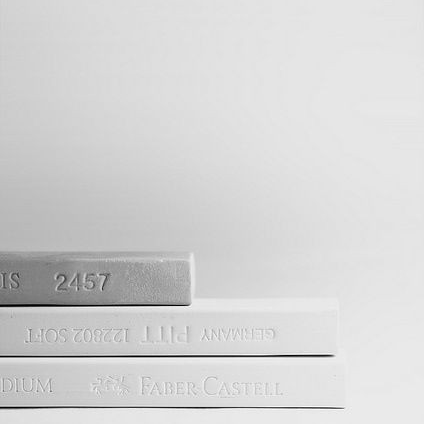 IS 2457
GERMANY PITT 122802 SOFT
DIUM FABER-CASTELL